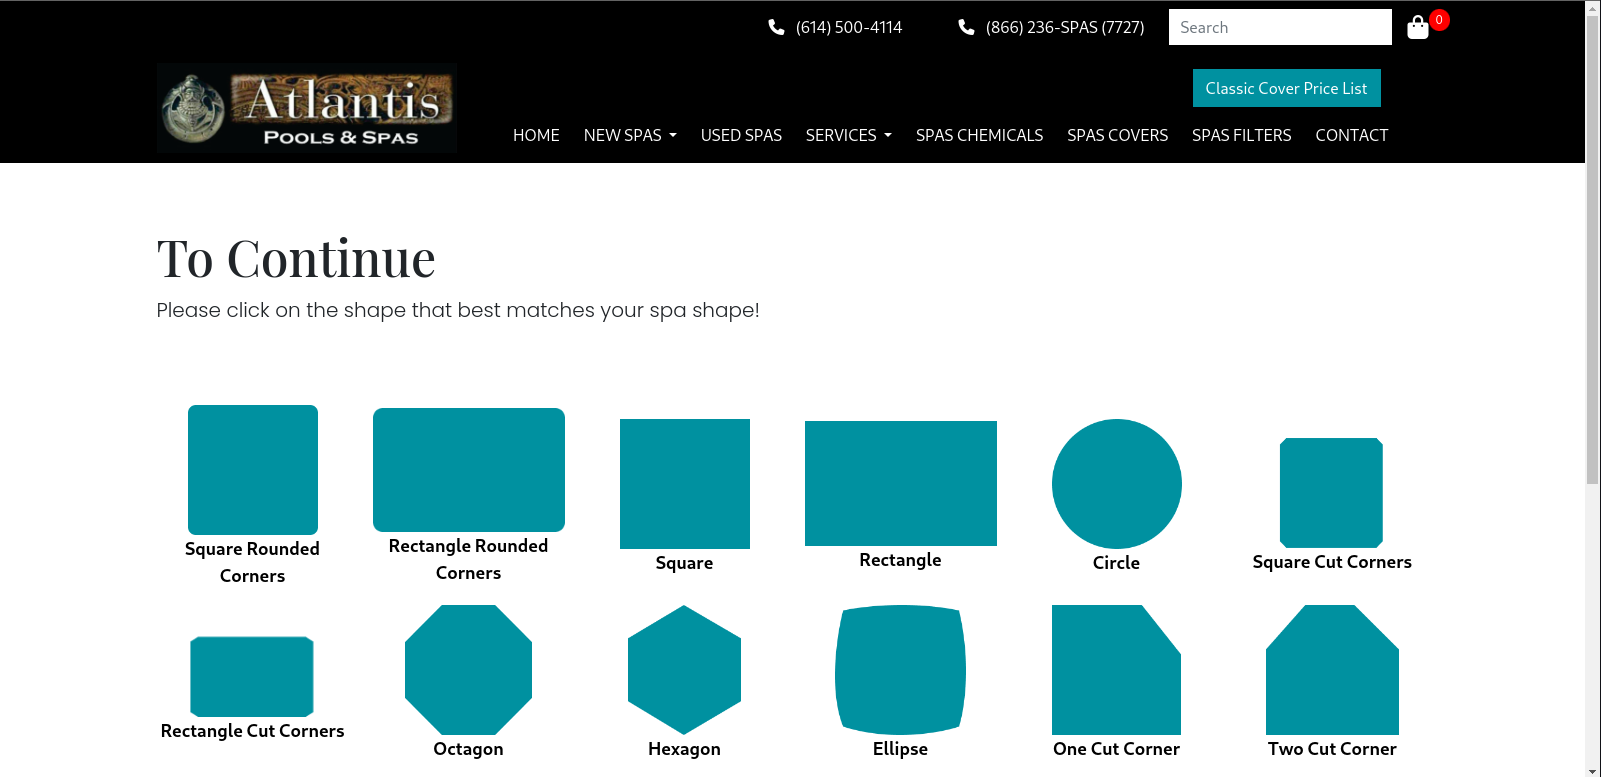 (614) 500-4114
(866) 236-SPAS (7727)
Search
0
Atlantis
POOLS & SPAS
Classic Cover Price List
HOME NEW SPAS USED SPAS SERVICES SPAS CHEMICALS SPAS COVERS SPAS FILTERS CONTACT
To Continue
Please click on the shape that best matches your spa shape!
Square Rounded
Corners
Rectangle Rounded
Corners
Square
Rectangle
Circle
Square Cut Corners
Rectangle Cut Corners
Octagon
Hexagon
Ellipse
One Cut Corner
Two Cut Corner